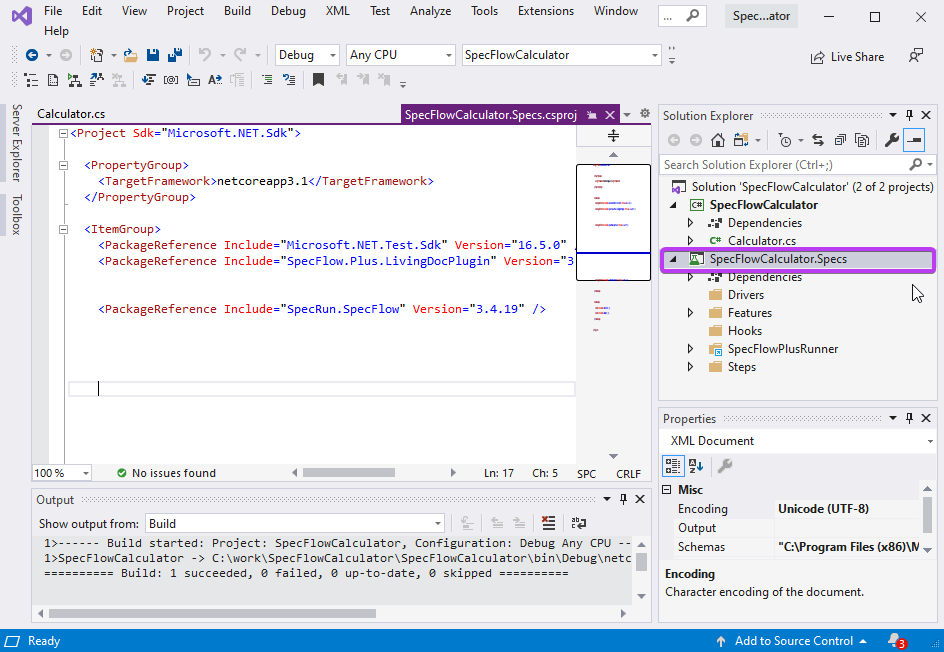 File Edit View Project Build Debug XML Test Analyze Tools Extensions Window ... Spec...ator
Help
Debug Any CPU SpecFlowCalculator Live Share
Server Explorer
Toolbox
Calculator.cs SpecFlowCalculator.Specs.csproj
<Project Sdk="Microsoft.NET.Sdk">
<PropertyGroup>
<TargetFramework>netcoreapp3.1</TargetFramework>
</PropertyGroup>
<ItemGroup>
<PackageReference Include="Microsoft.NET.Test.Sdk" Version="16.5.0" /
<PackageReference Include="SpecFlow.Plus.LivingDocPlugin" Version="3
<PackageReference Include="SpecRun.SpecFlow" Version="3.4.19" />
100 % No issues found Ln: 17 Ch: 5 SPC CRLF
Output
Show output from: Build
1>------ Build started: Project: SpecFlowCalculator, Configuration: Debug Any CPU --
1>SpecFlowCalculator -> C:\work\SpecFlowCalculator\SpecFlowCalculator\bin\Debug\netc
========== Build: 1 succeeded, 0 failed, 0 up-to-date, 0 skipped ==========
Solution Explorer
Search Solution Explorer (Ctrl+;)
Solution 'SpecFlowCalculator' (2 of 2 projects)
C# SpecFlowCalculator
Dependencies
C# Calculator.cs
SpecFlowCalculator.Specs
Dependencies
Drivers
Features
Hooks
SpecFlowPlusRunner
Steps
Properties
XML Document
Misc
Encoding Unicode (UTF-8)
Output
Schemas "C:\Program Files (x86)\M
Encoding
Character encoding of the document.
Ready Add to Source Control 3